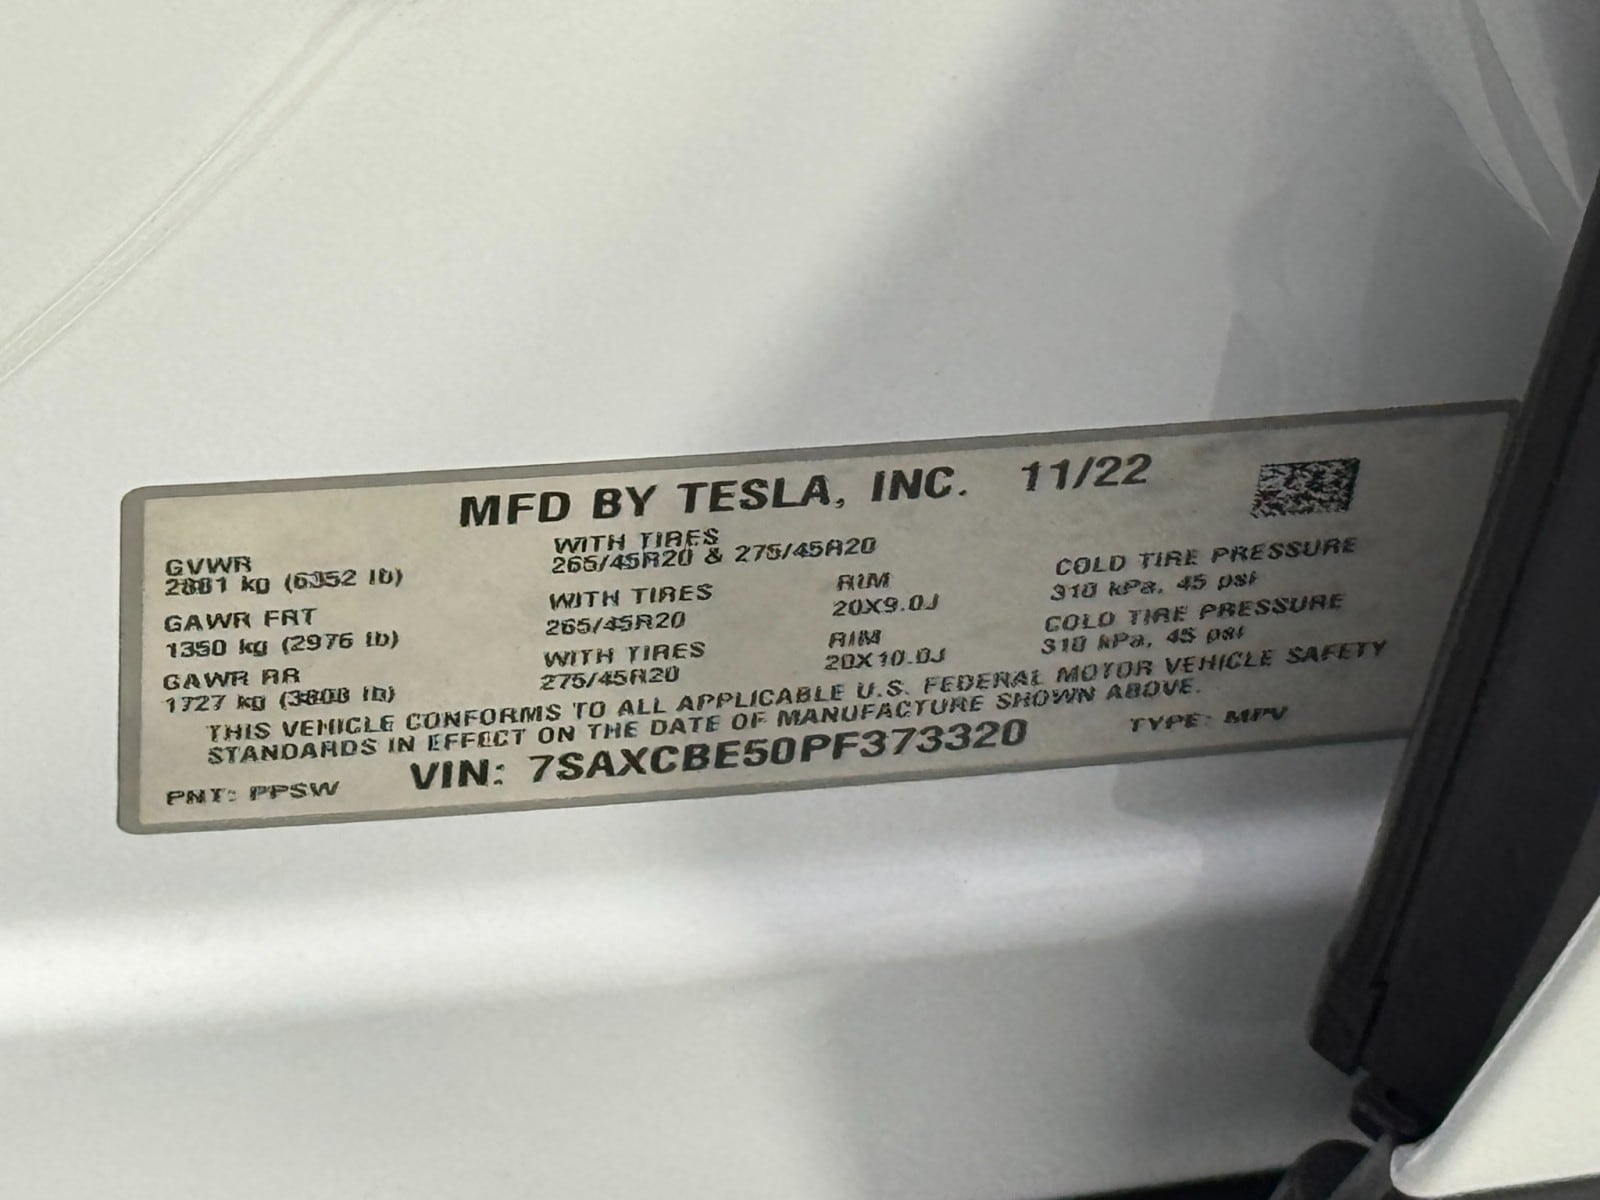 MFD BY TESLA, INC. 11/22
GVWR WITH TIRES COLD TIRE PRESSURE
2881 kg (6352 lb) 265/45R20 & 275/45R20 310 kPa, 45 psi
GAWR FRT WITH TIRES RIM COLD TIRE PRESSURE
1350 kg (2976 lb) 265/45R20 20X9.0J 310 kPa, 45 psi
GAWR RR WITH TIRES RIM
1727 kg (3808 lb) 275/45R20 20X10.0J
THIS VEHICLE CONFORMS TO ALL APPLICABLE U.S. FEDERAL MOTOR VEHICLE SAFETY
STANDARDS IN EFFECT ON THE DATE OF MANUFACTURE SHOWN ABOVE.
PNT: PPSW VIN: 7SAXCBE50PF373320 TYPE: MPV